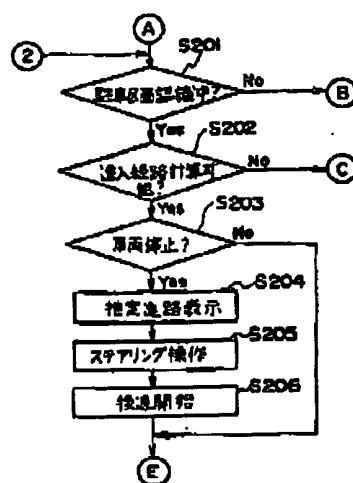 A
2
S201
駐車区画認識中?
No
B
Yes
S202
進入経路計算可
能?
No
C
Yes
S203
車両停止?
No
Yes
S204
推定進路表示
S205
ステアリング操作
S206
後退開始
E